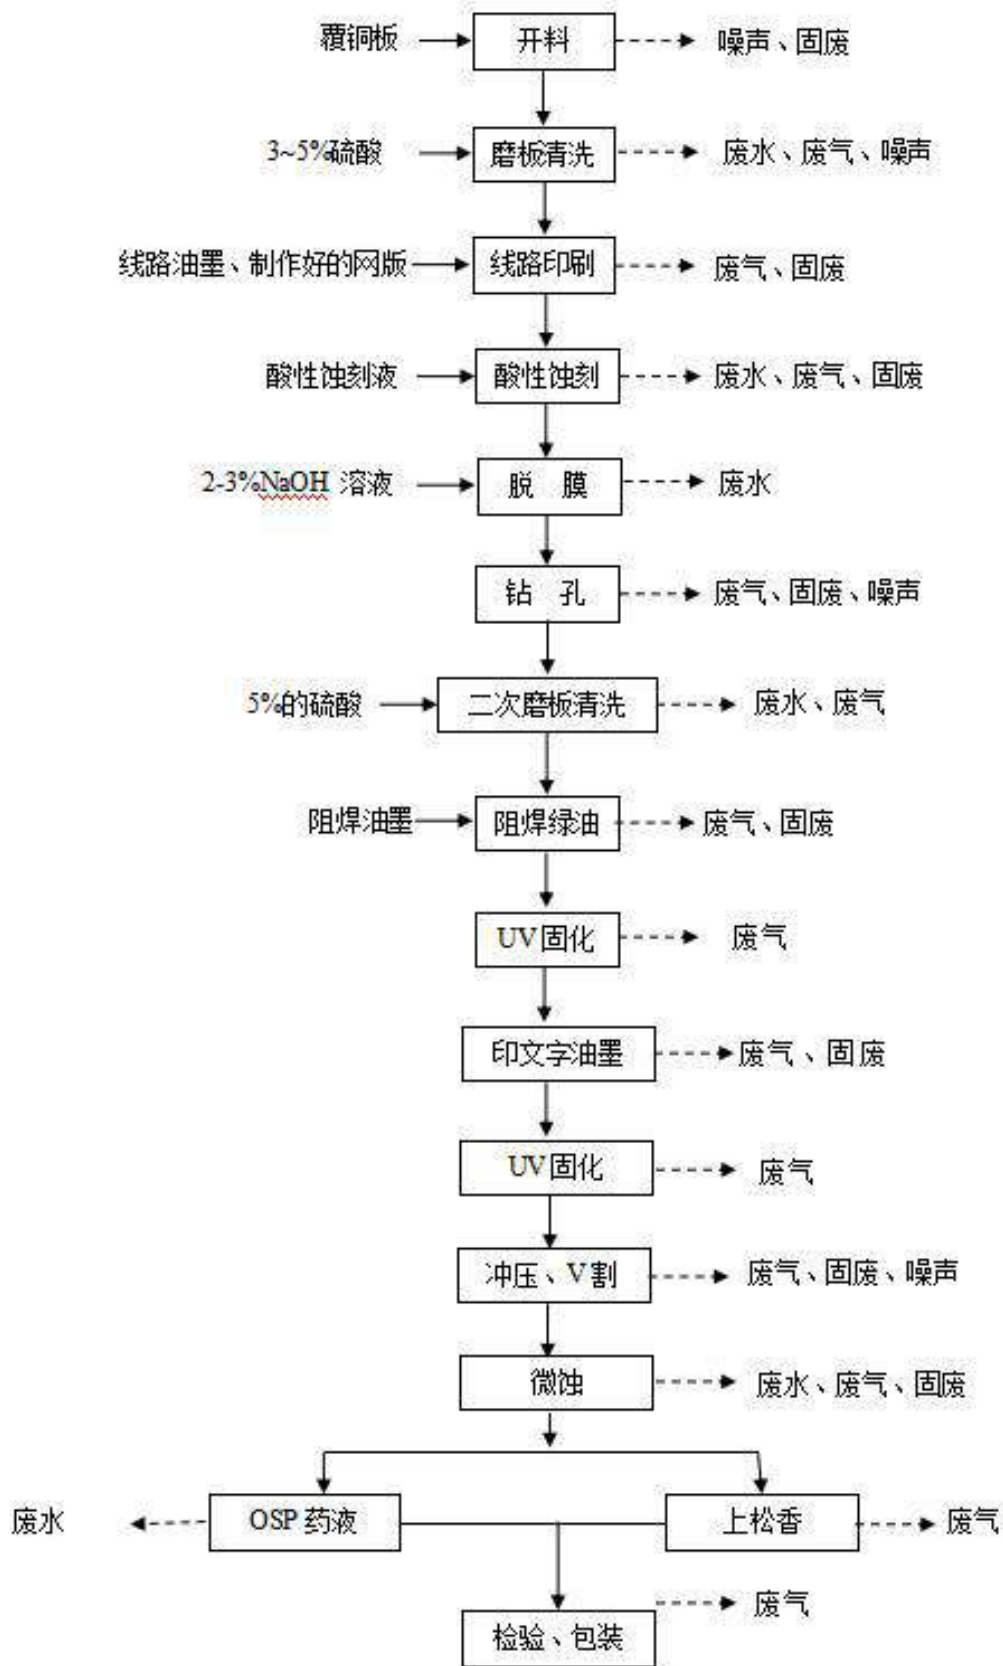 覆铜板 开料 噪声、固废
3~5%硫酸 磨板清洗 废水、废气、噪声
线路油墨、制作好的网版 线路印刷 废气、固废
酸性蚀刻液 酸性蚀刻 废水、废气、固废
2-3%NaOH 溶液 脱 膜 废水
钻 孔 废气、固废、噪声
5%的硫酸 二次磨板清洗 废水、废气
阻焊油墨 阻焊绿油 废气、固废
UV固化 废气
印文字油墨 废气、固废
UV固化 废气
冲压、V割 废气、固废、噪声
微蚀 废水、废气、固废
废水 OSP 药液 上松香 废气
废气
检验、包装